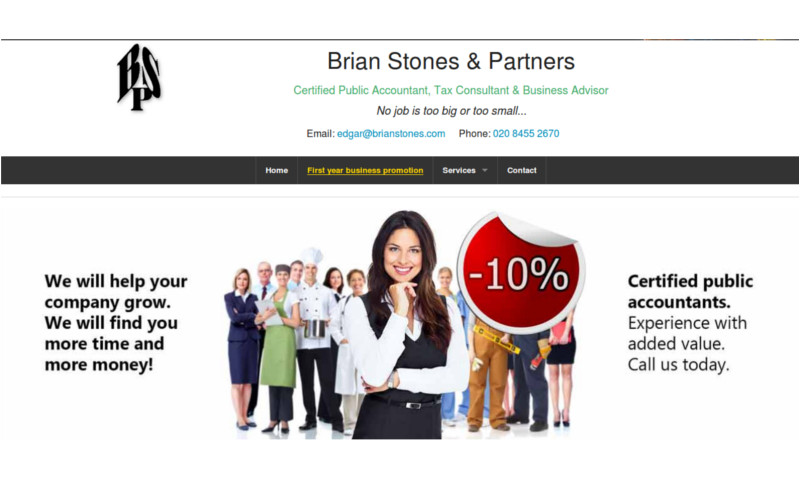 BSP
Brian Stones & Partners
Certified Public Accountant, Tax Consultant & Business Advisor
No job is too big or too small...
Email: edgar@brianstones.com Phone: 020 8455 2670
Home First year business promotion Services Contact
We will help your
company grow.
We will find you
more time and
more money!
-10%
Certified public
accountants.
Experience with
added value.
Call us today.